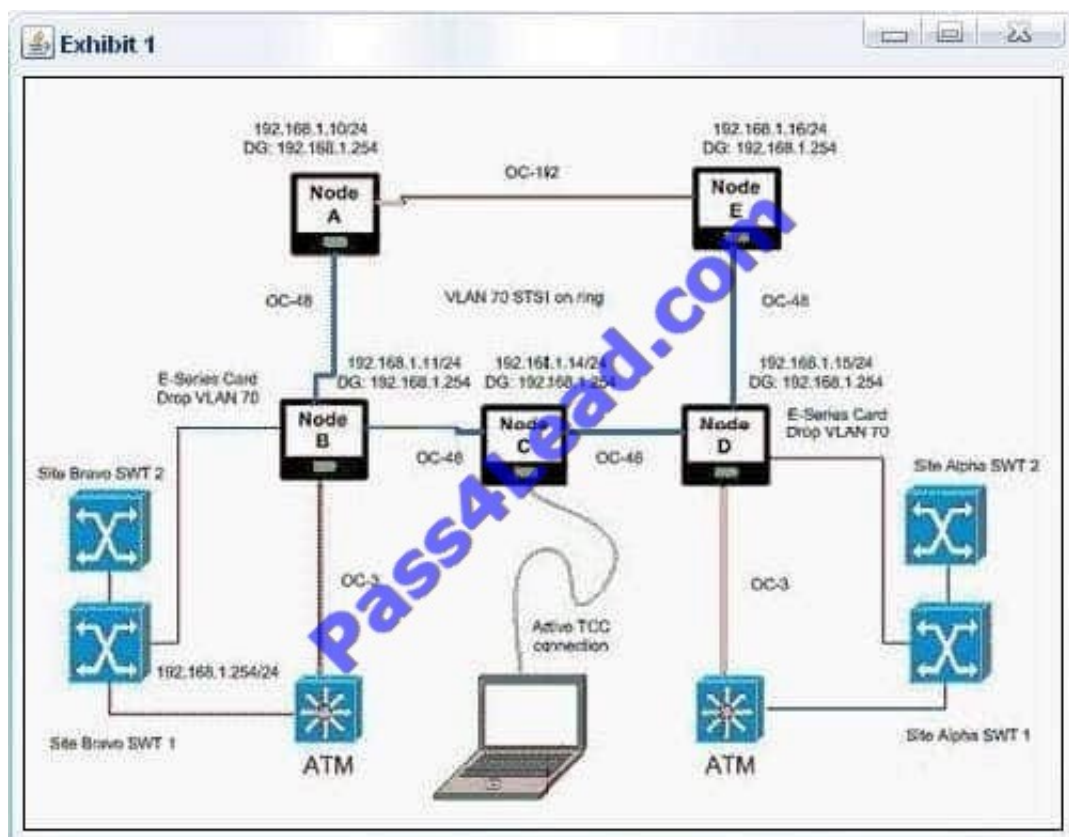 Exhibit 1
192.168.1.10/24
DG: 192.168.1.254
192.168.1.16/24
DG: 192.168.1.254
OC-192
Node
A
Node
E
OC-48
VLAN 70 STS1 on ring
OC-48
192.168.1.11/24
DG: 192.168.1.254
192.168.1.14/24
DG: 192.168.1.254
192.168.1.15/24
DG: 192.168.1.254
E-Series Card
Drop VLAN 70
E-Series Card
Drop VLAN 70
Node
B
Node
C
Node
D
OC-48
OC-48
Site Bravo SWT 2
Site Alpha SWT 2
OC-3
OC-3
Active TCC
connection
192.168.1.254/24
Site Bravo SWT 1
Site Alpha SWT 1
ATM
ATM
Pass4Lead.com